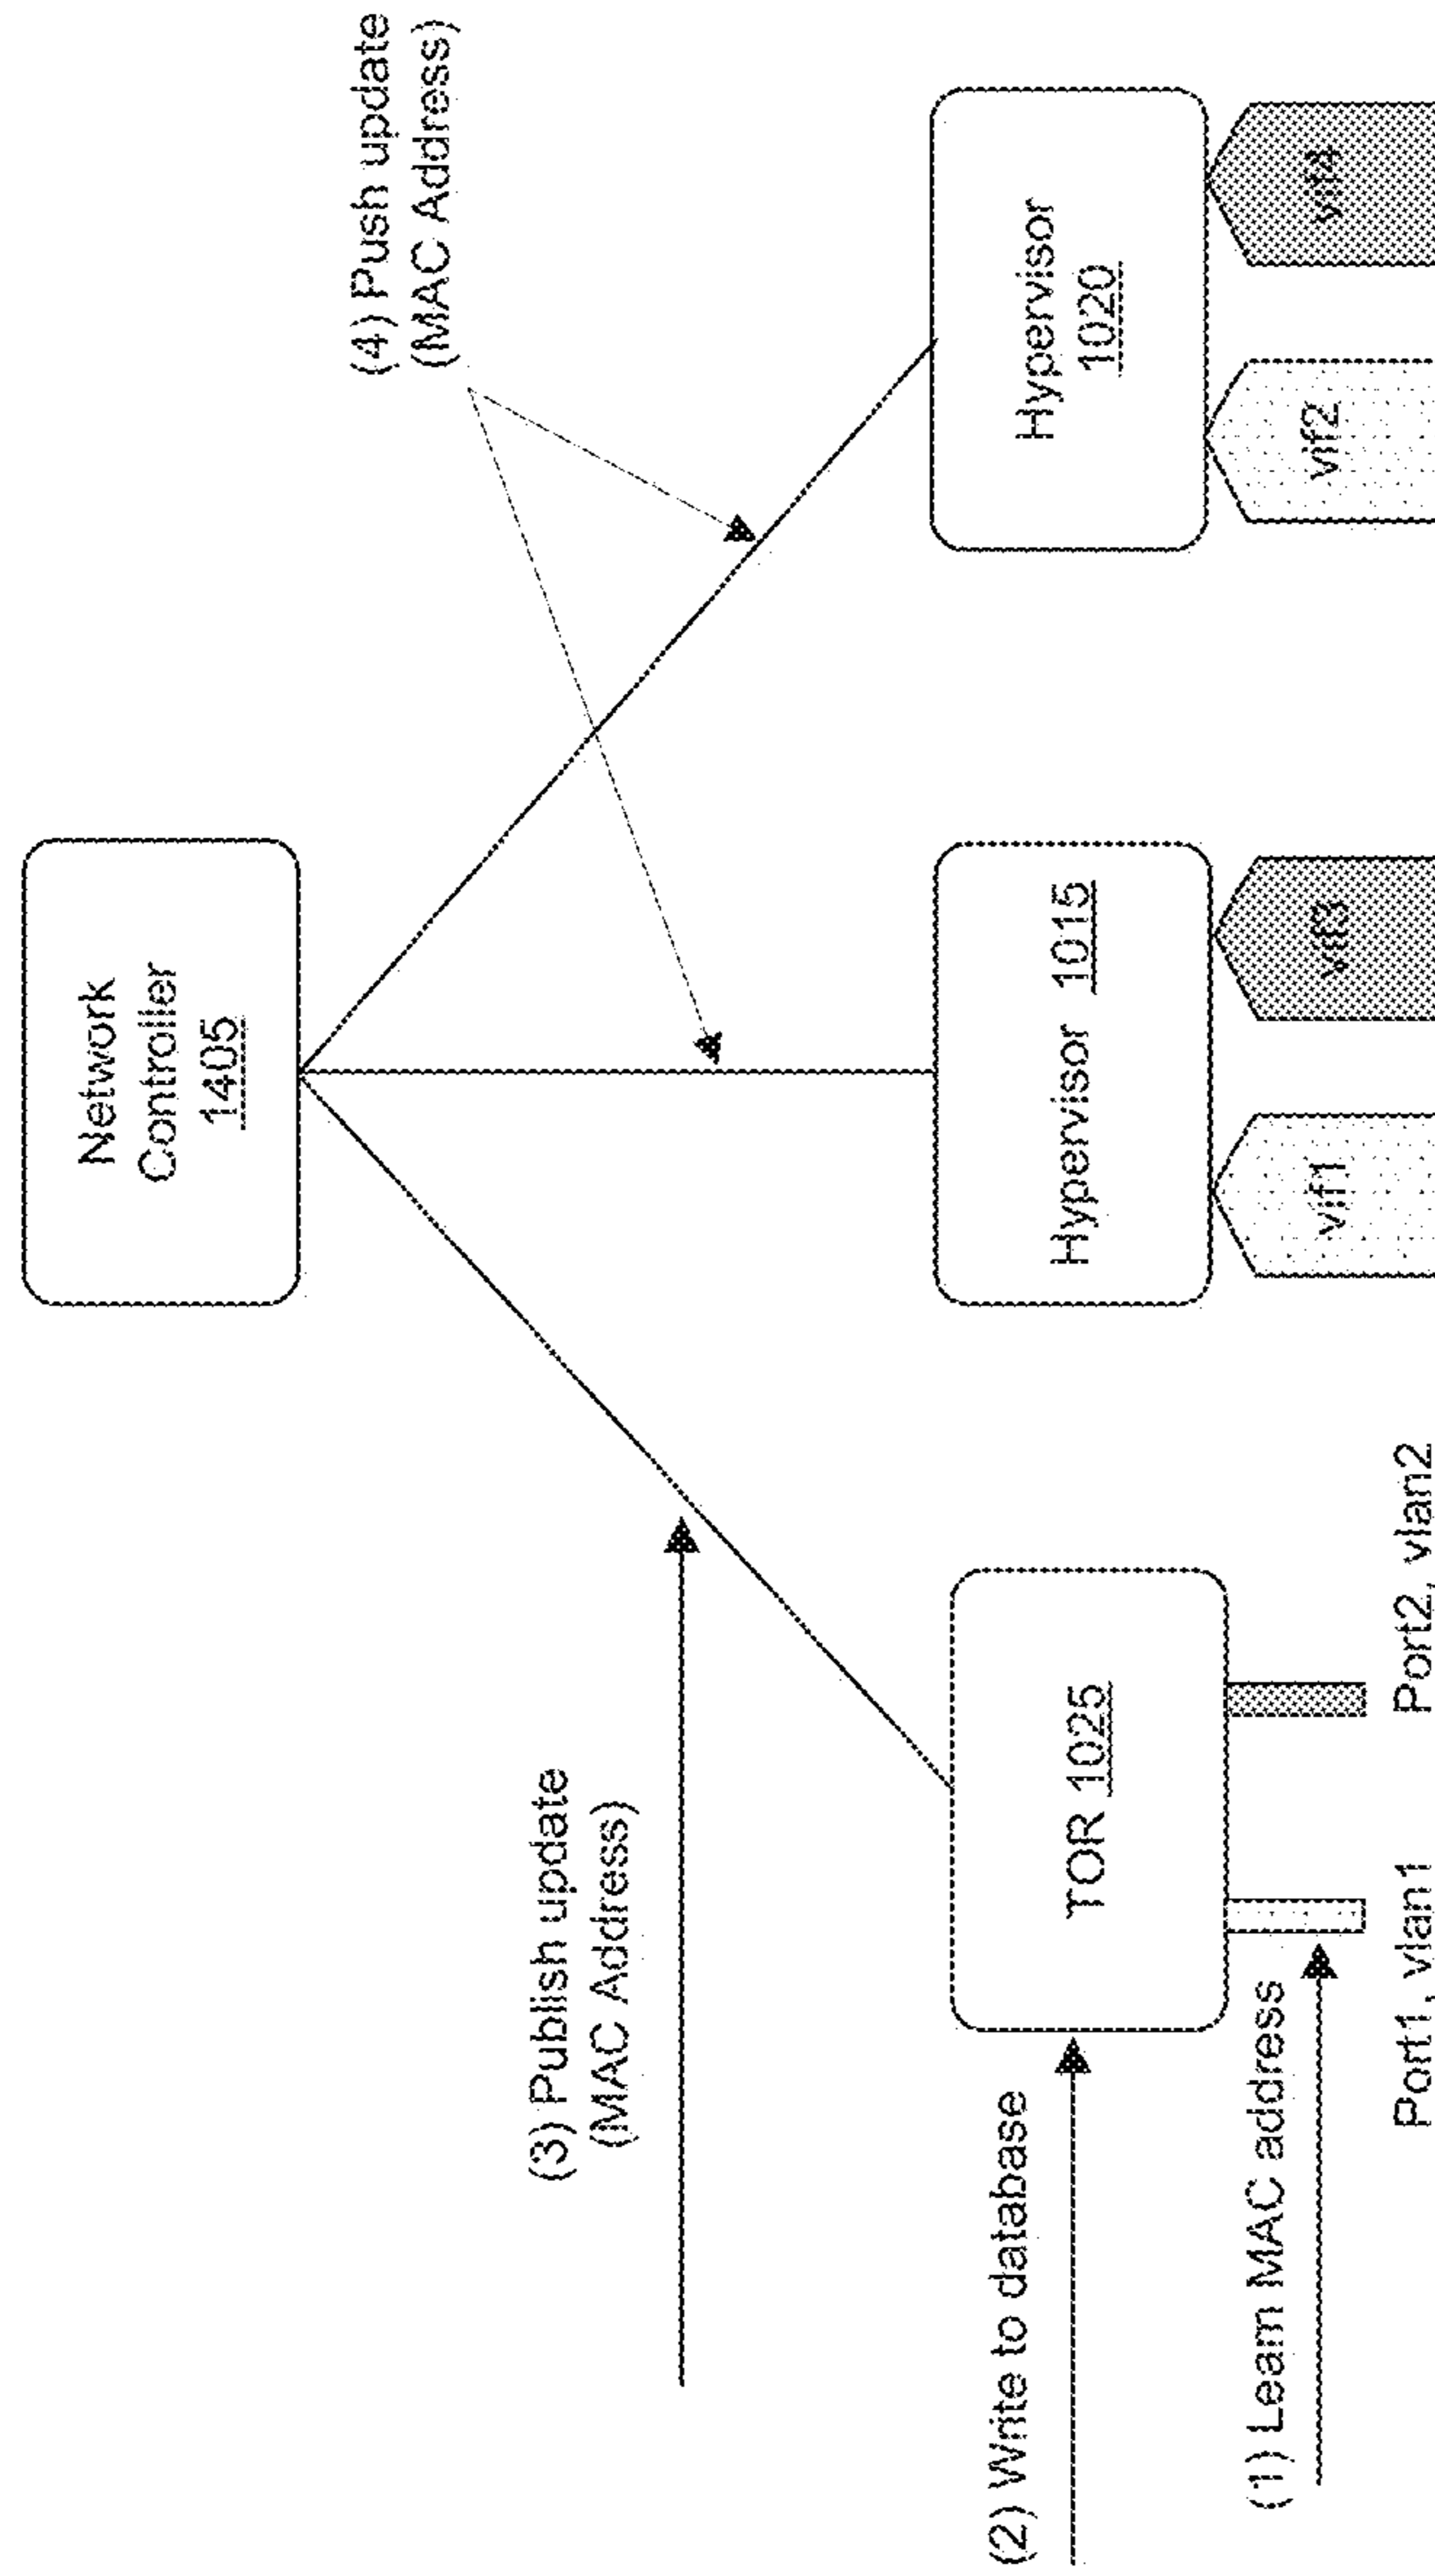 Network
Controller
1405
(4) Push update
(MAC Address)
(3) Publish update
(MAC Address)
(2) Write to database
TOR 1025
Hypervisor 1015
Hypervisor
1020
(1) Learn MAC address
vif1
vif3
vif2
vif4
Port1, vlan1
Port2, vlan2